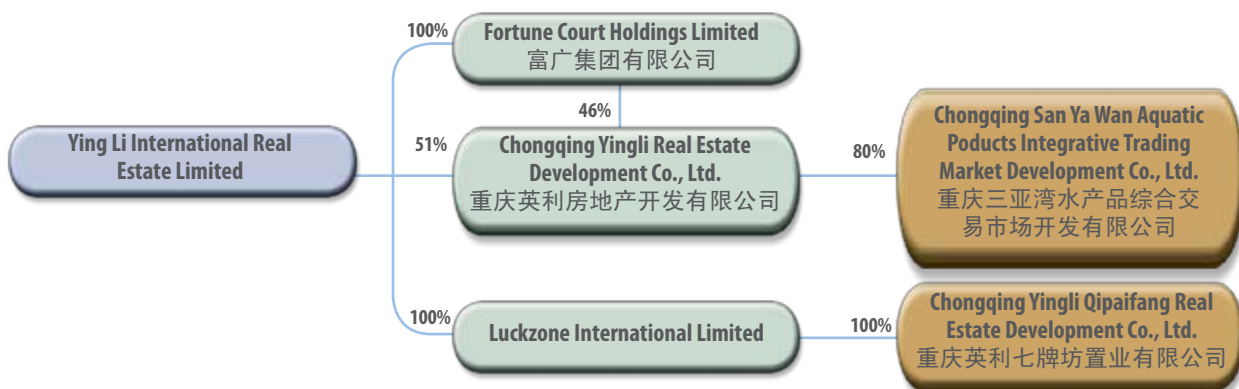 100%
Fortune Court Holdings Limited
富广集团有限公司
46%
Ying Li International Real
Estate Limited
51%
Chongqing Yingli Real Estate
Development Co., Ltd.
重庆英利房地产开发有限公司
80%
Chongqing San Ya Wan Aquatic
Poducts Integrative Trading
Market Development Co., Ltd.
重庆三亚湾水产品综合交
易市场开发有限公司
100%
Luckzone International Limited
100%
Chongqing Yingli Qipaifang Real
Estate Development Co., Ltd.
重庆英利七牌坊置业有限公司